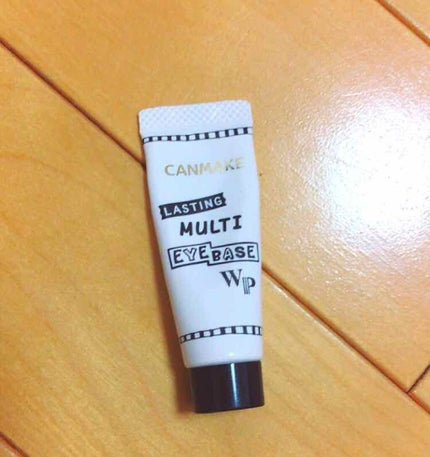 CANMAKE
LASTING
MULTI
EYE BASE
WP